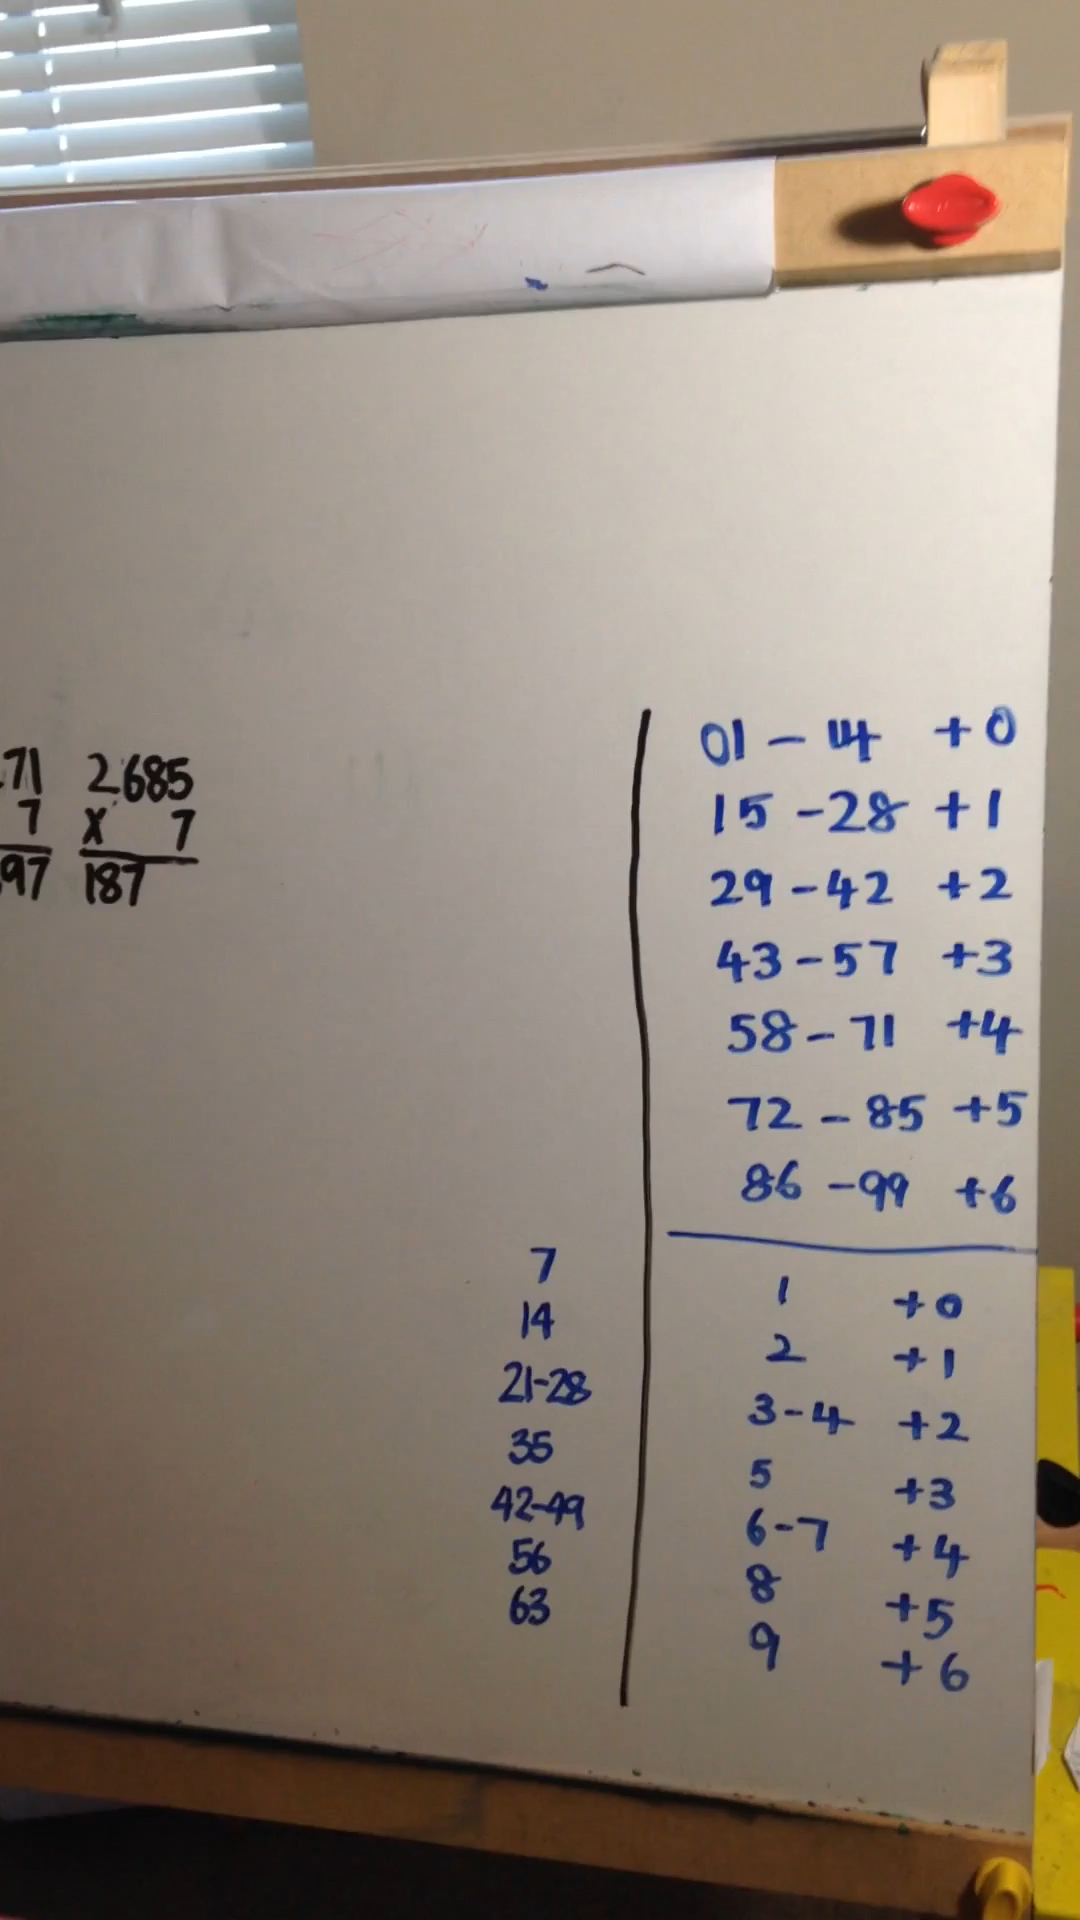 71 2685
7 x 7
97 187
01 - 14 +0
15 - 28 +1
29 - 42 +2
43 - 57 +3
58 - 71 +4
72 - 85 +5
86 - 99 +6
7
14
21-28
35
42-49
56
63
1 +0
2 +1
3-4 +2
5 +3
6-7 +4
8 +5
9 +6